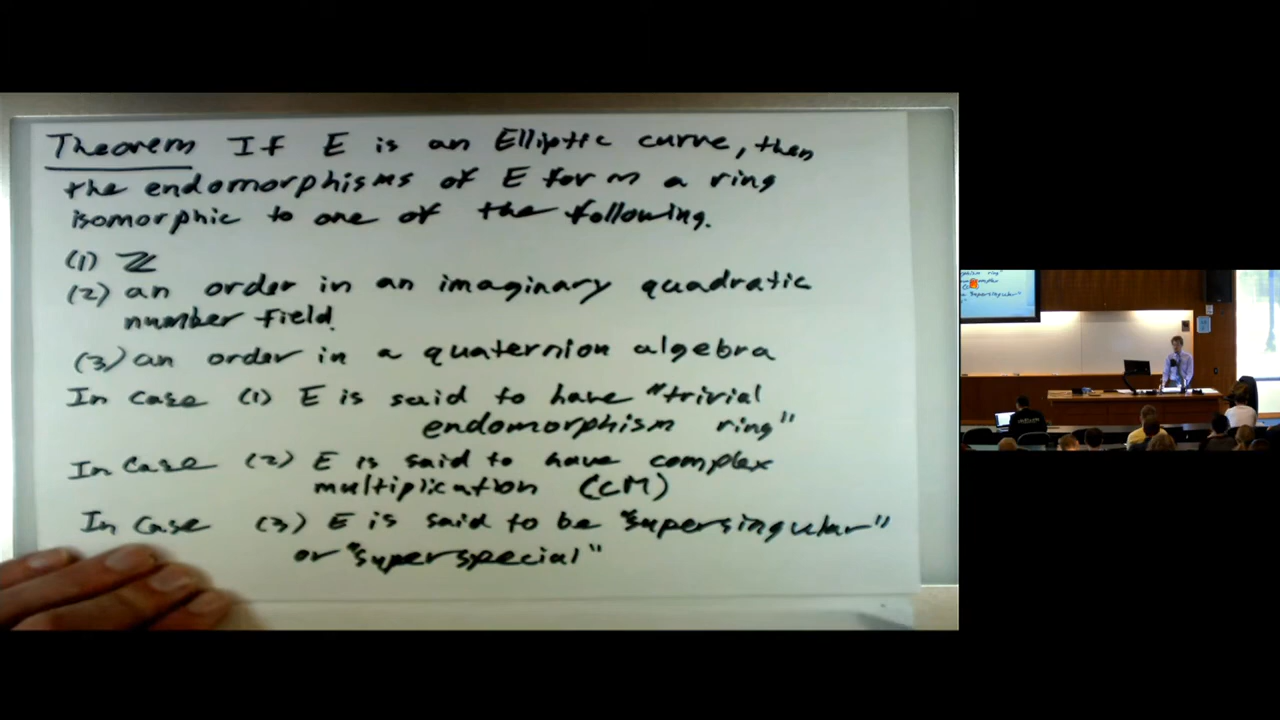 Theorem If E is an Elliptic curve, then
the endomorphisms of E form a ring
isomorphic to one of the following.
(1) ℤ
(2) an order in an imaginary quadratic
number field.
(3) an order in a quaternion algebra
In case (1) E is said to have "trivial
endomorphism ring"
In case (2) E is said to have complex
multiplication (CM)
In case (3) E is said to be "supersingular"
or "superspecial"